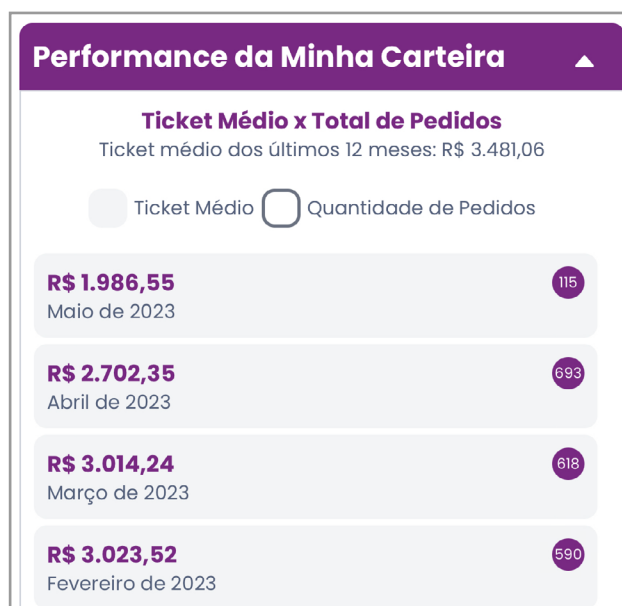 Performance da Minha Carteira
Ticket Médio x Total de Pedidos
Ticket médio dos últimos 12 meses: R$ 3.481,06
Ticket Médio Quantidade de Pedidos
R$ 1.986,55 115
Maio de 2023
R$ 2.702,35 693
Abril de 2023
R$ 3.014,24 618
Março de 2023
R$ 3.023,52 590
Fevereiro de 2023